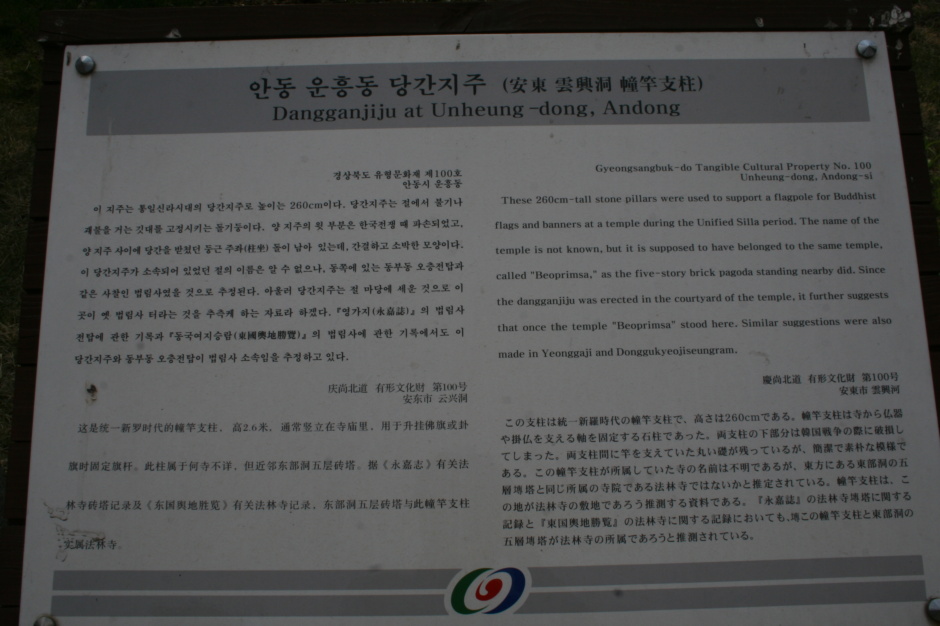 안동 운흥동 당간지주 (安東 雲興洞 幢竿支柱)
Dangganjiju at Unheung-dong, Andong
경상북도 유형문화재 제100호
안동시 운흥동
이 지주는 통일신라시대의 당간지주로 높이는 260cm이다. 당간지주는 절에서 불기나
괘불을 거는 깃대를 고정시키는 돌기둥이다. 양 지주의 윗 부분은 한국전쟁 때 파손되었고,
양 지주 사이에 당간을 받쳤던 둥근 주좌(柱坐) 돌이 남아 있는데, 간결하고 소박한 모양이다.
이 당간지주가 소속되어 있었던 절의 이름은 알 수 없으나, 동쪽에 있는 동부동 오층전탑과
같은 사찰인 법림사였을 것으로 추정된다. 아울러 당간지주는 절 마당에 세운 것으로 이
곳이 옛 법림사 터라는 것을 추측케 하는 자료라 하겠다. 『영가지(永嘉誌)』의 법림사
전탑에 관한 기록과 『동국여지승람(東國輿地勝覽)』의 법림사에 관한 기록에서도 이
당간지주와 동부동 오층전탑이 법림사 소속임을 추정하고 있다.
Gyeongsangbuk-do Tangible Cultural Property No. 100
Unheung-dong, Andong-si
These 260cm-tall stone pillars were used to support a flagpole for Buddhist
flags and banners at a temple during the Unified Silla period. The name of the
temple is not known, but it is supposed to have belonged to the same temple,
called "Beoprimsa," as the five-story brick pagoda standing nearby did. Since
the dangganjiju was erected in the courtyard of the temple, it further suggests
that once the temple "Beoprimsa" stood here. Similar suggestions were also
made in Yeonggaji and Donggukyeojiseungram.
庆尚北道 有形文化财 第100号
安东市 云兴洞
这是统一新罗时代的幢竿支柱, 高2.6米, 通常竖立在寺庙里, 用于升挂佛旗或卦
旗时固定旗杆。此柱属于何寺不详, 但近邻东部洞五层砖塔。据《永嘉志》有关法
林寺砖塔记录及《东国舆地胜览》有关法林寺记录, 东部洞五层砖塔与此幢竿支柱
实属法林寺。
慶尚北道 有形文化財 第100号
安東市 雲興河
この支柱は統一新羅時代の幢竿支柱で、高さは260cmである。幢竿支柱は寺から仏器
や掛仏を支える軸を固定する石柱であった。両支柱の下部分は韓国戦争の際に破損し
てしまった。両支柱間に竿を支えていた丸い礎が残っているが、簡潔で素朴な模様で
ある。この幢竿支柱が所属していた寺の名前は不明であるが、東方にある東部洞の五
層塼塔と同じ所属の寺院である法林寺ではないかと推定されている。幢竿支柱は、こ
の地が法林寺の敷地であろう推測する資料である。『永嘉誌』の法林寺塼塔に関する
記録と『東国輿地勝覧』の法林寺に関する記録においても、塼この幢竿支柱と東部洞の
五層塼塔が法林寺の所属であろうと推測されている。